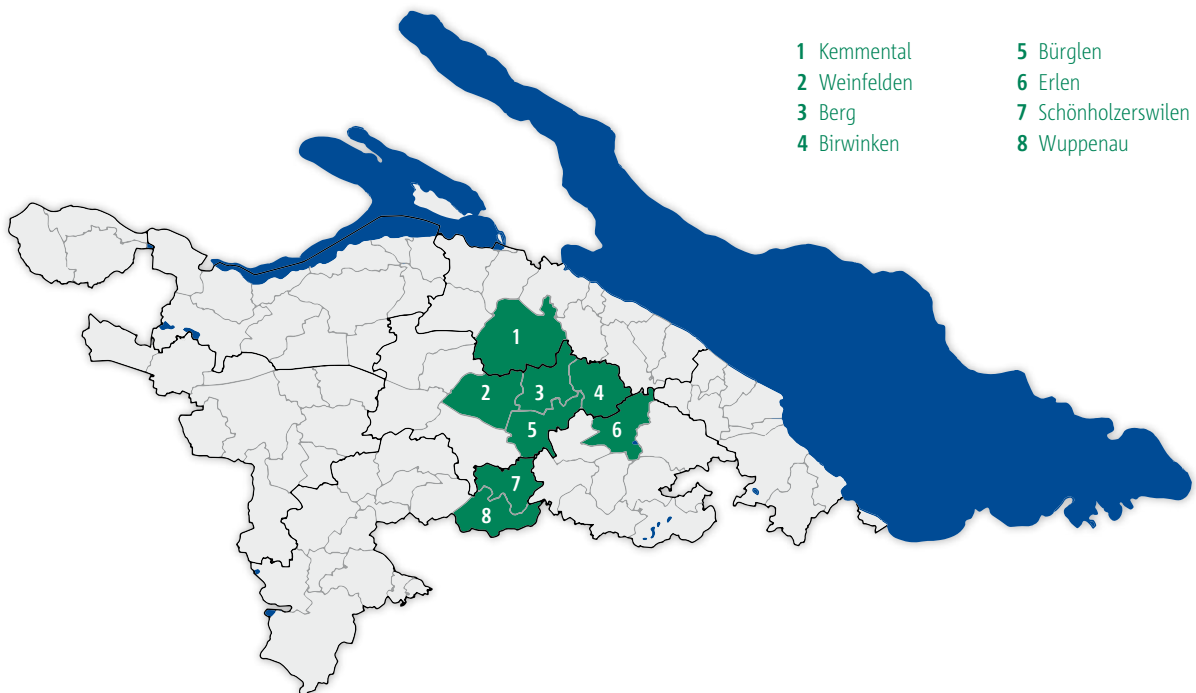 1 Kemmental
2 Weinfelden
3 Berg
4 Birwinken
5 Bürglen
6 Erlen
7 Schönholzerswilen
8 Wuppenau
1
2
3
4
5
6
7
8